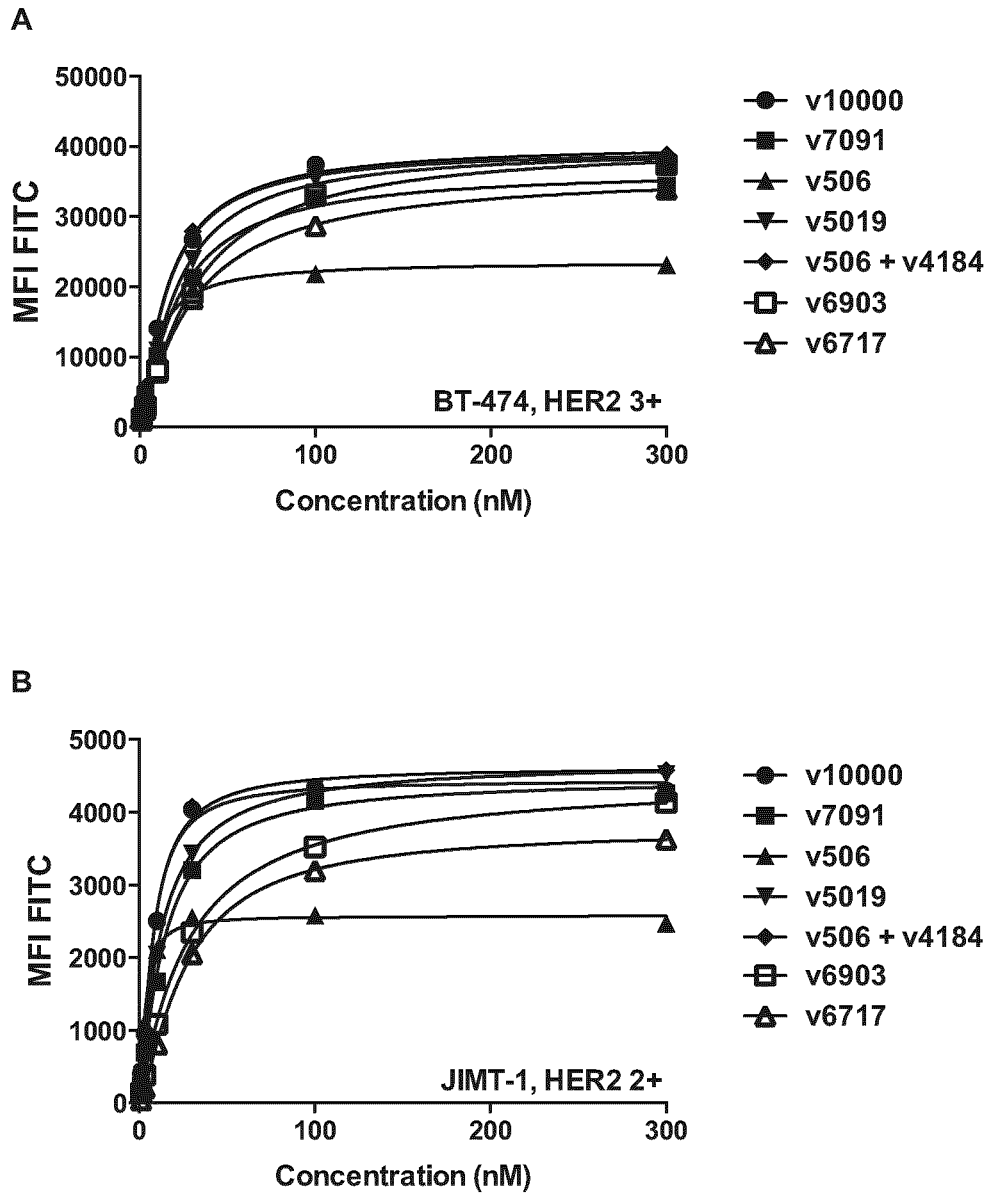 A
50000
40000
30000
20000
10000
0
MFI FITC
0 100 200 300
Concentration (nM)
BT-474, HER2 3+
v10000
v7091
v506
v5019
v506 + v4184
v6903
v6717
B
5000
4000
3000
2000
1000
0
MFI FITC
0 100 200 300
Concentration (nM)
JIMT-1, HER2 2+
v10000
v7091
v506
v5019
v506 + v4184
v6903
v6717